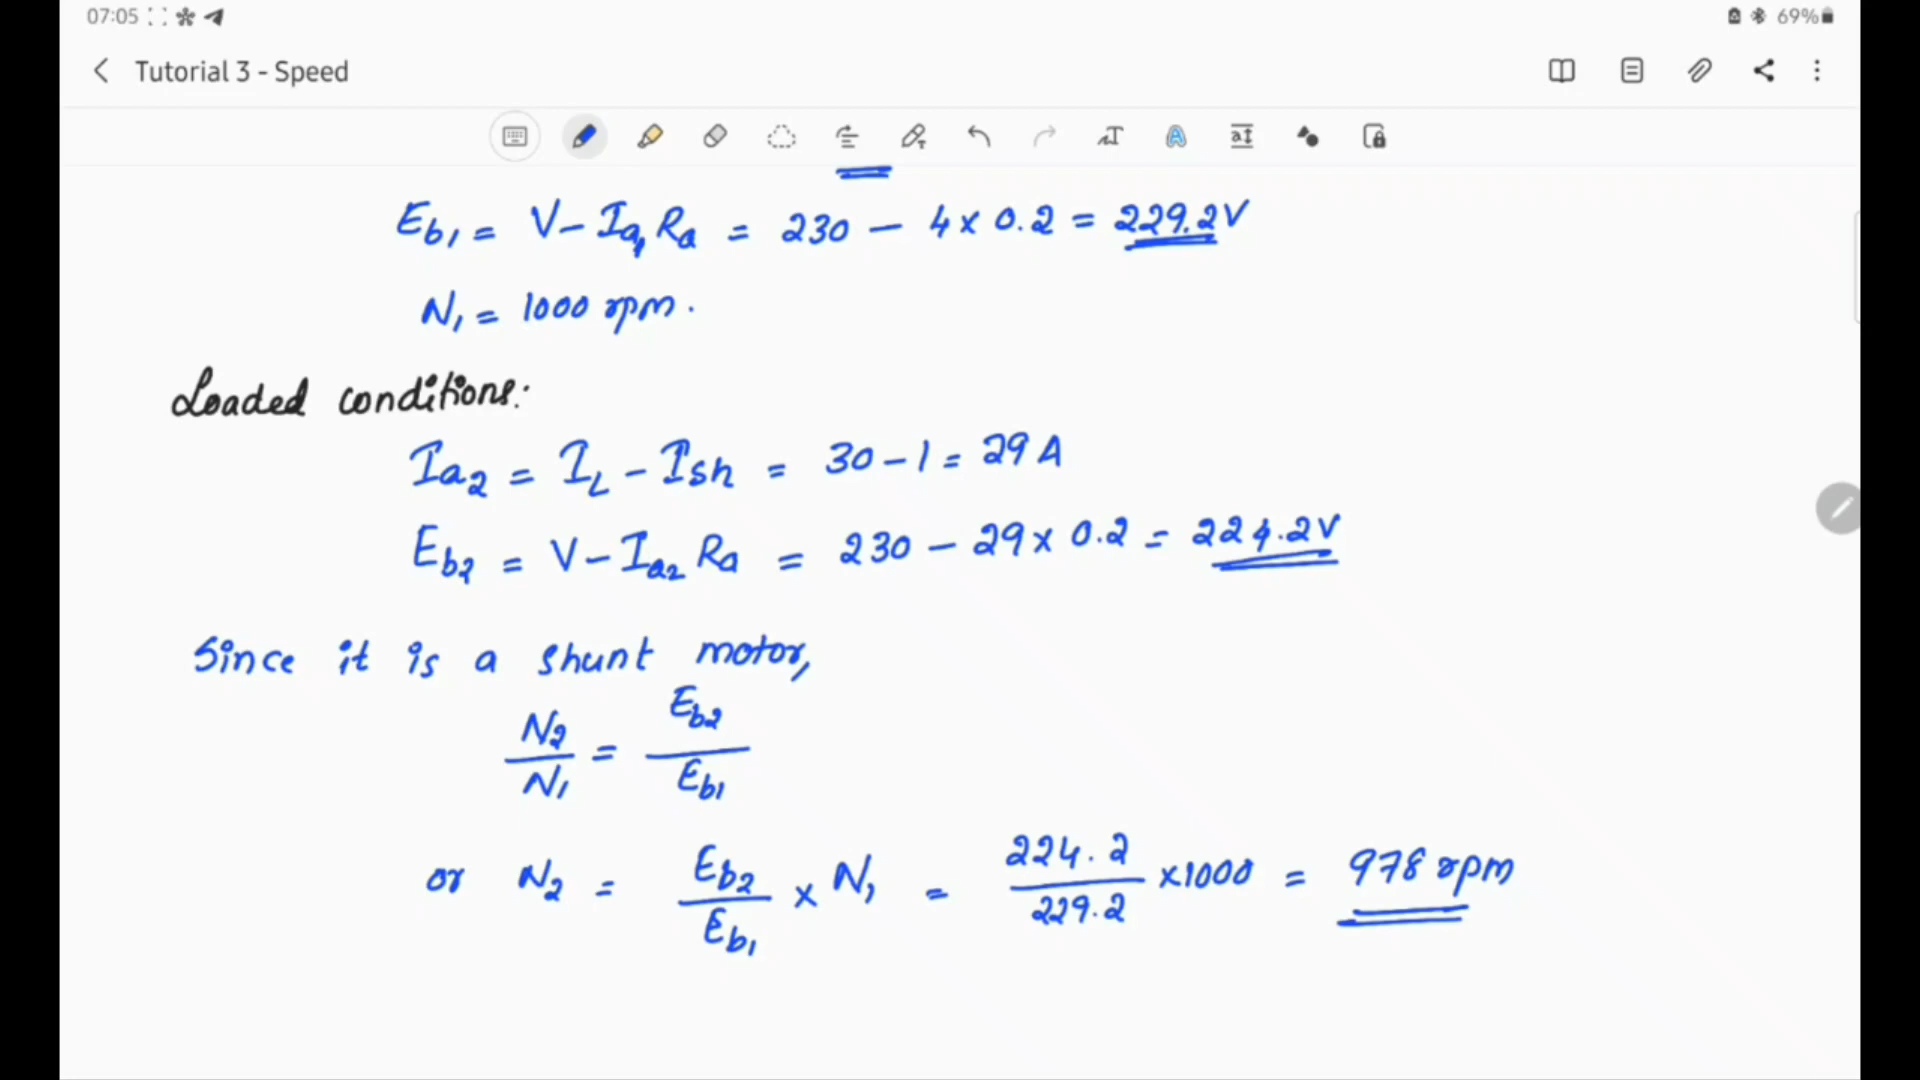 07:05
69%
Tutorial 3 - Speed
Eb1 = V - Ia1 Ra = 230 - 4 x 0.2 = 229.2V
N1 = 1000 rpm.
Loaded conditions:
Ia2 = IL - Ish = 30 - 1 = 29 A
Eb2 = V - Ia2 Ra = 230 - 29 x 0.2 = 224.2V
Since it is a shunt motor,
N2/N1 = Eb2/Eb1
or N2 = Eb2/Eb1 x N1 = 224.2/229.2 x1000 = 978 rpm